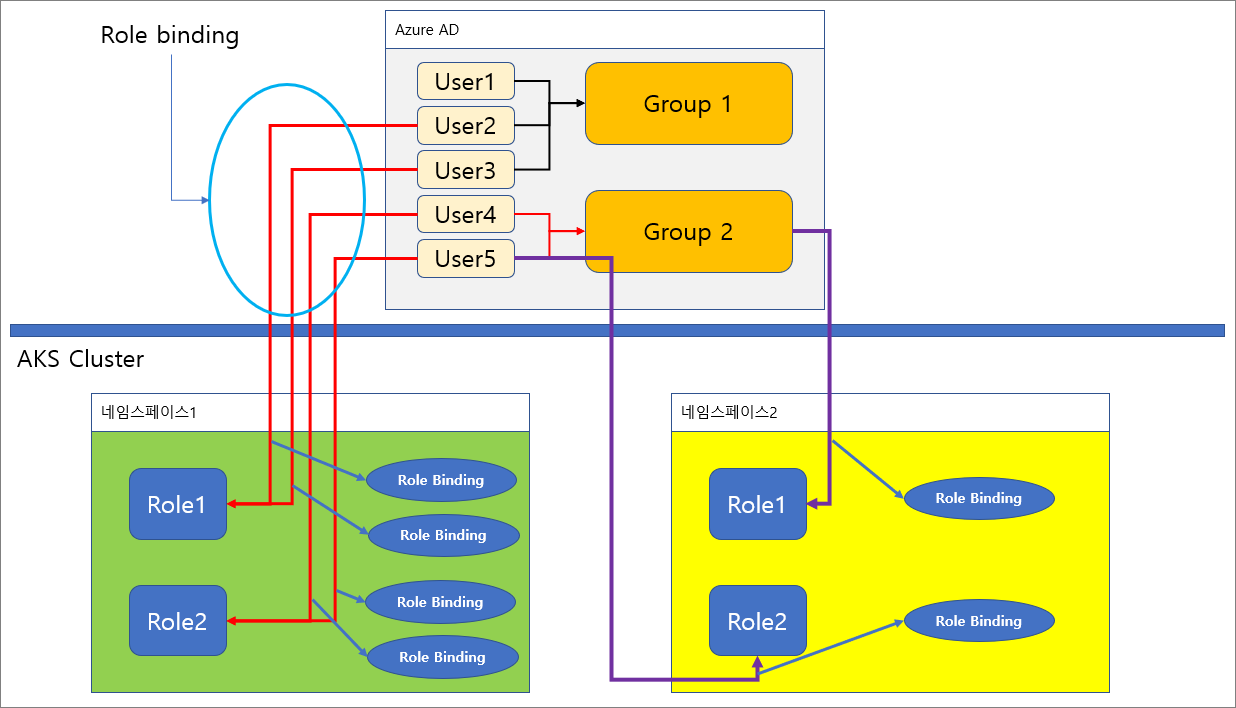 Role binding
Azure AD
User1
User2
User3
User4
User5
Group 1
Group 2
AKS Cluster
네임스페이스1
Role1
Role2
Role Binding
Role Binding
Role Binding
Role Binding
네임스페이스2
Role1
Role2
Role Binding
Role Binding